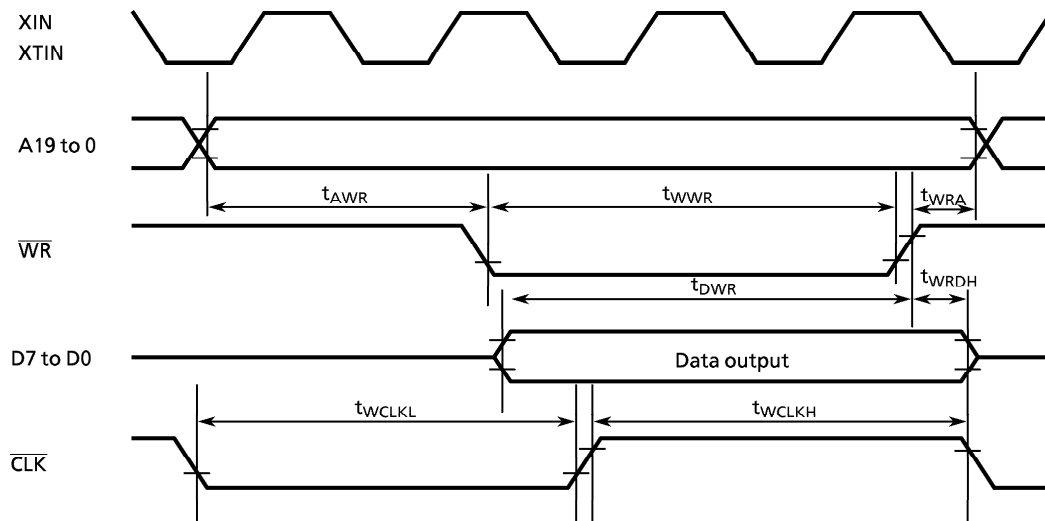 XIN
XTIN
A19 to 0
tAWR
tWWR
tWRA
WR
tDWR
tWRDH
D7 to D0
Data output
tWCLKL
tWCLKH
CLK